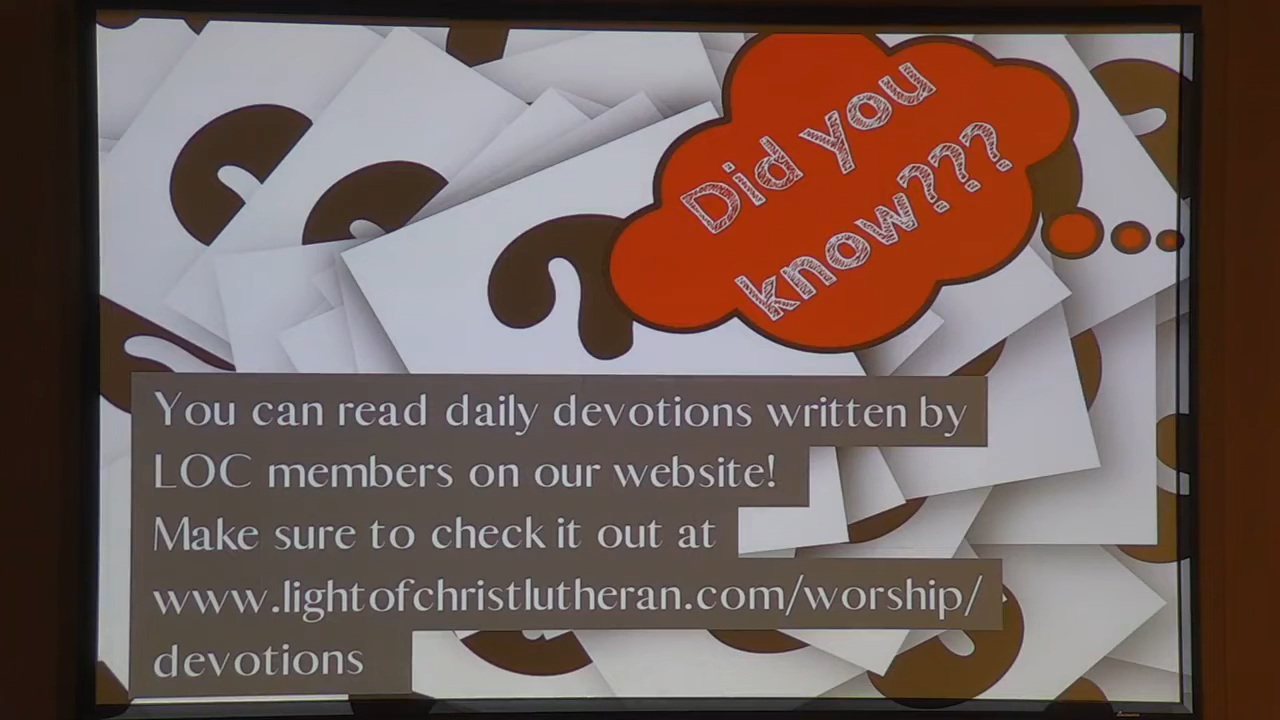 Did You
know???
You can read daily devotions written by
LOC members on our website!
Make sure to check it out at
www.lightofchristlutheran.com/worship/
devotions